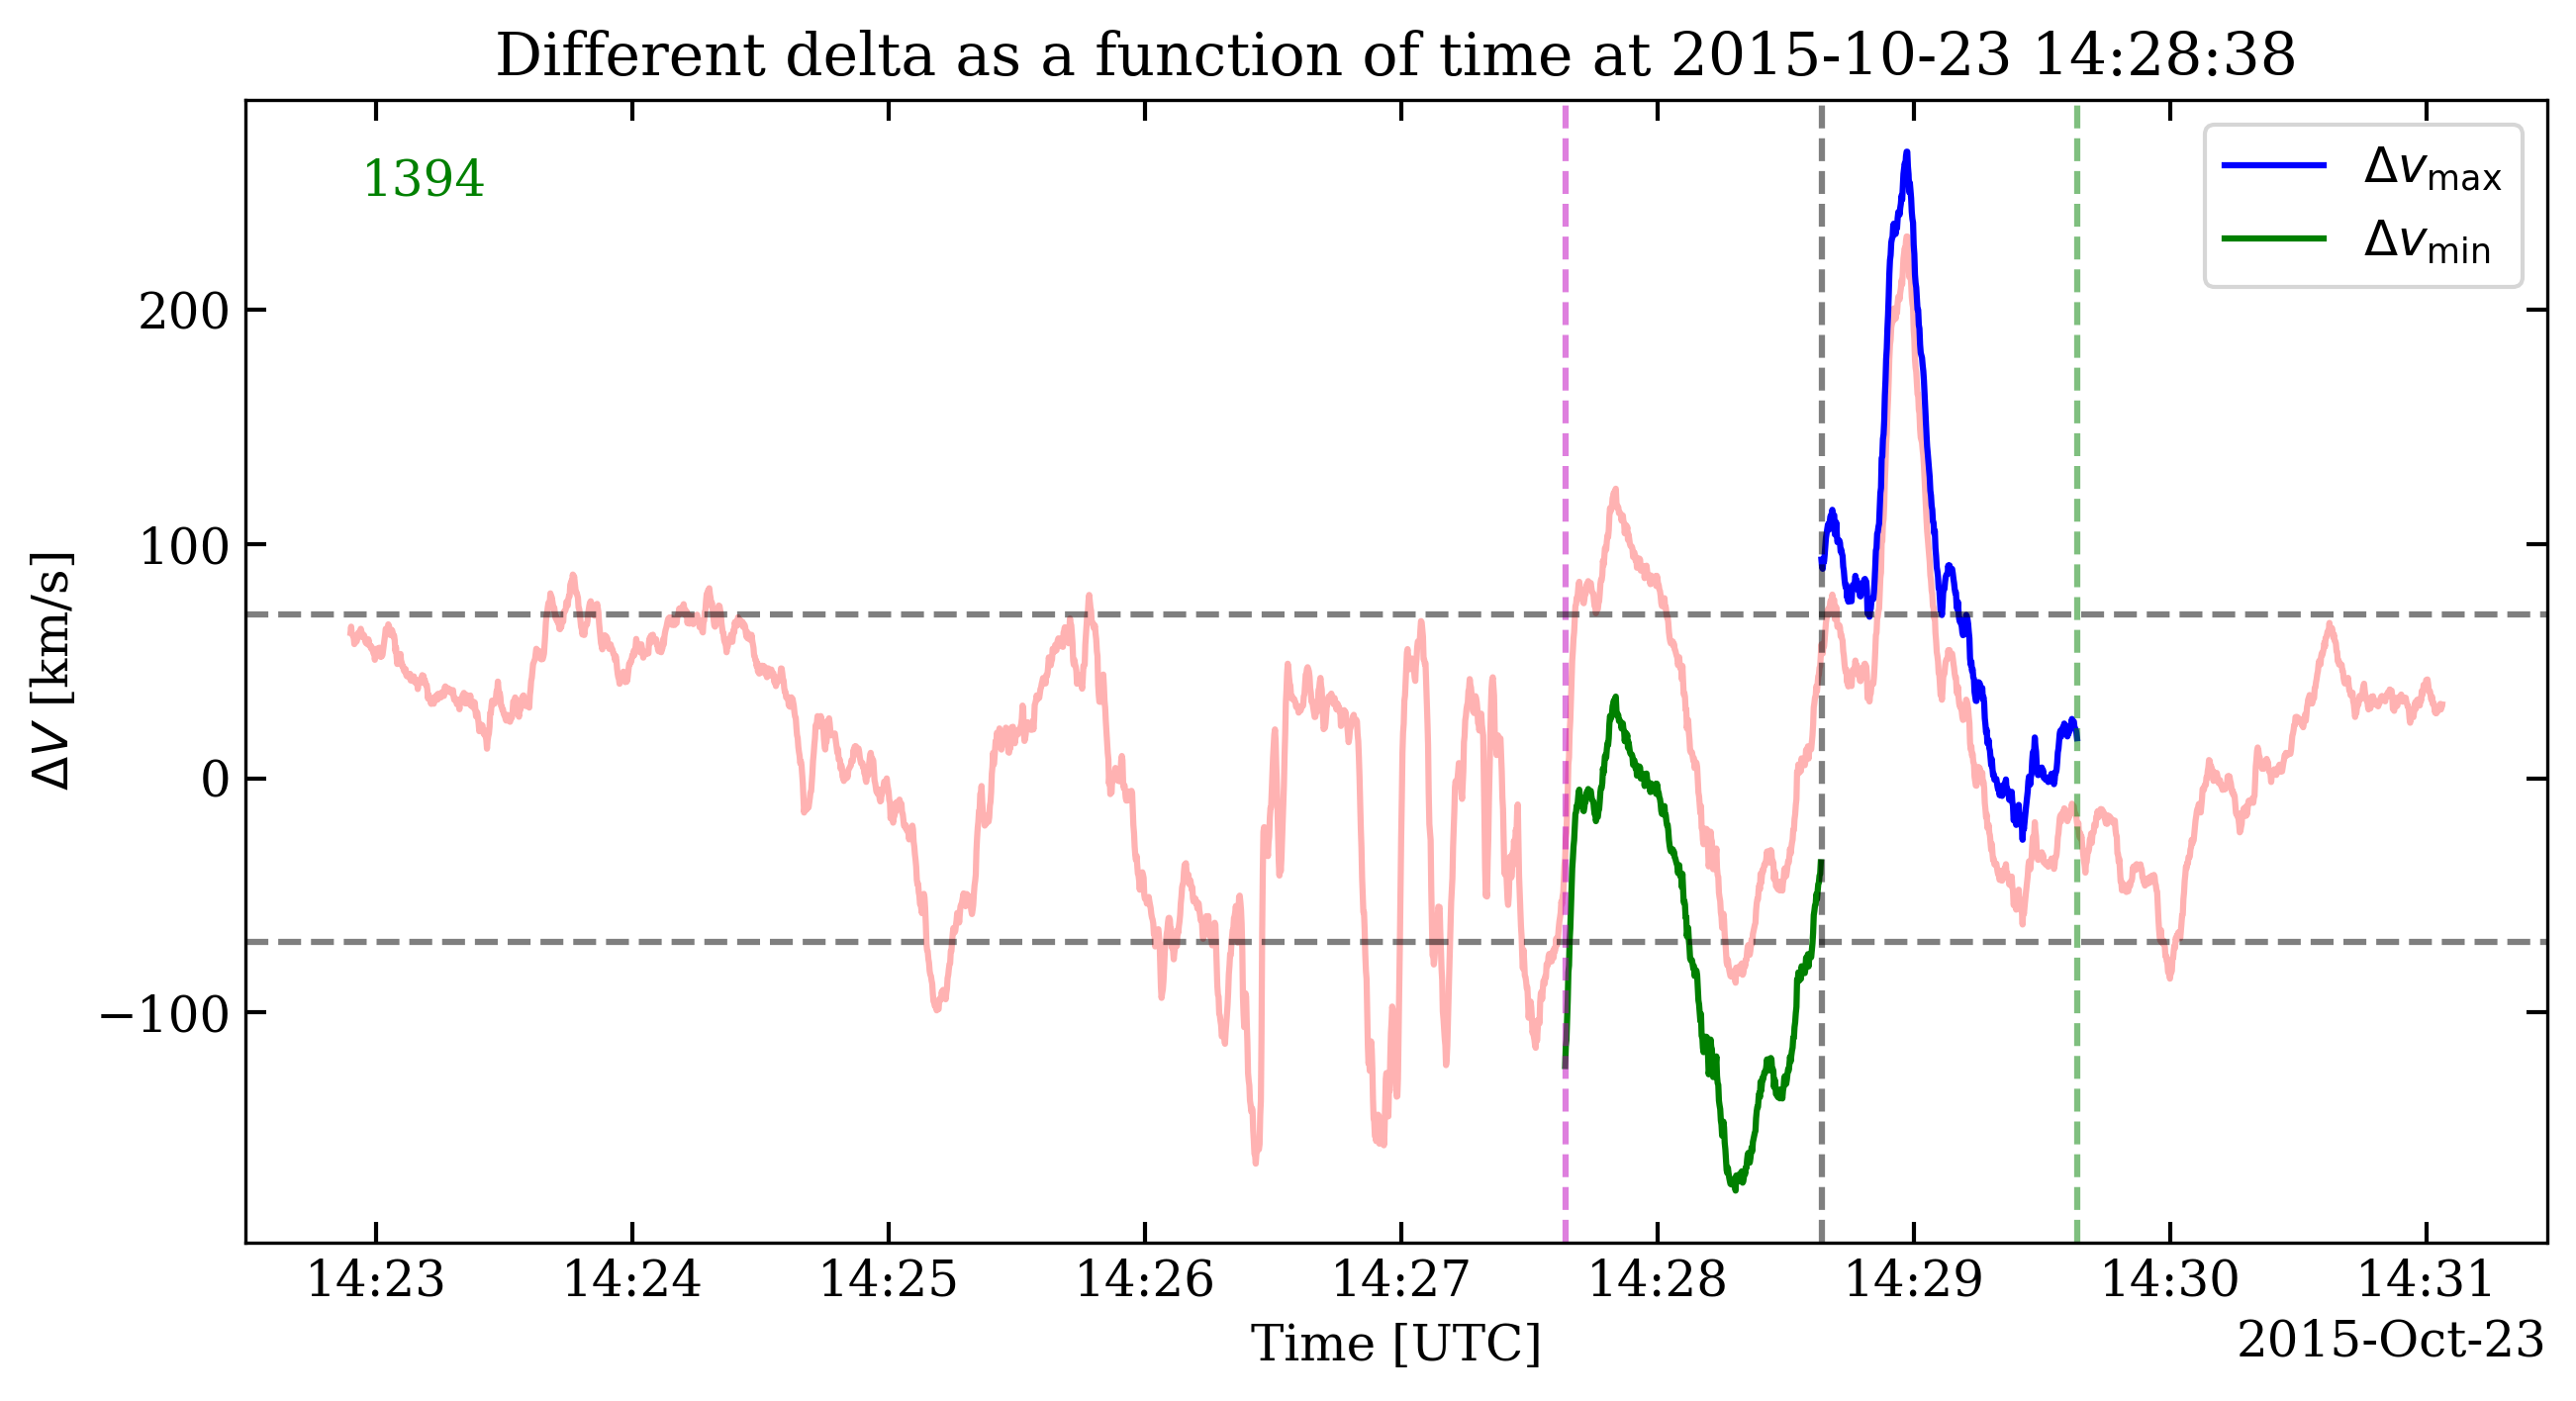 Different delta as a function of time at 2015-10-23 14:28:38
1394
Δv_max
Δv_min
200
100
0
−100
ΔV [km/s]
14:23 14:24 14:25 14:26 14:27 14:28 14:29 14:30 14:31
Time [UTC]
2015-Oct-23